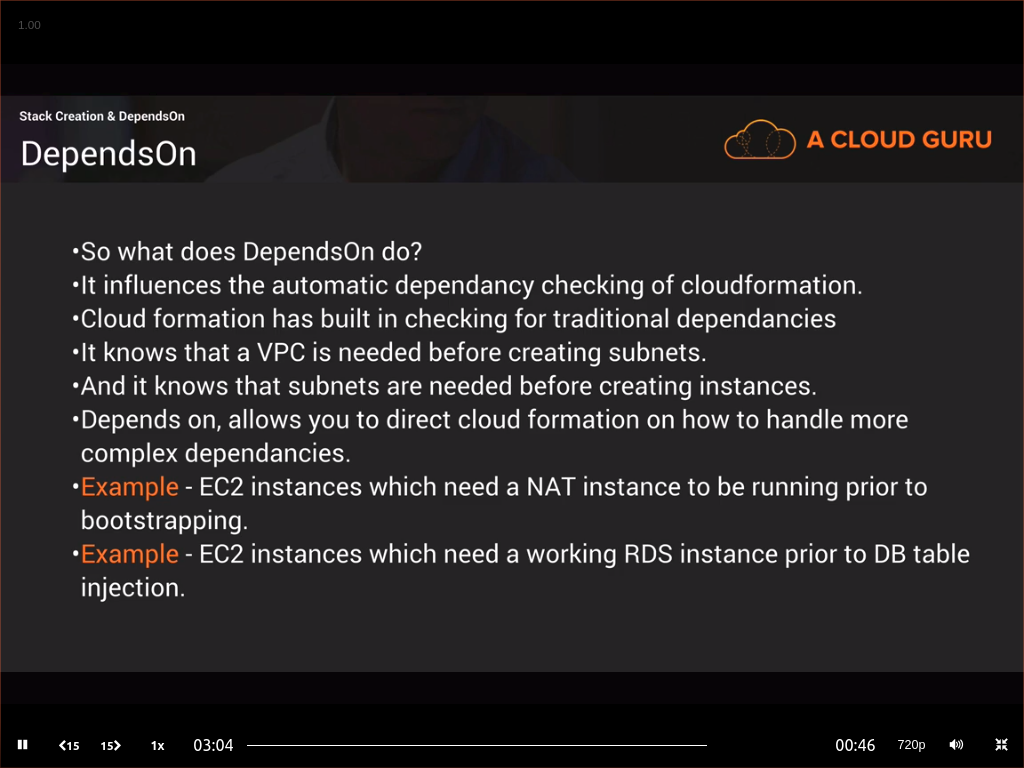 1.00
Stack Creation & DependsOn
DependsOn
A CLOUD GURU
•So what does DependsOn do?
•It influences the automatic dependancy checking of cloudformation.
•Cloud formation has built in checking for traditional dependancies
•It knows that a VPC is needed before creating subnets.
•And it knows that subnets are needed before creating instances.
•Depends on, allows you to direct cloud formation on how to handle more
complex dependancies.
•Example - EC2 instances which need a NAT instance to be running prior to
bootstrapping.
•Example - EC2 instances which need a working RDS instance prior to DB table
injection.
15 15 1x 03:04 00:46 720p